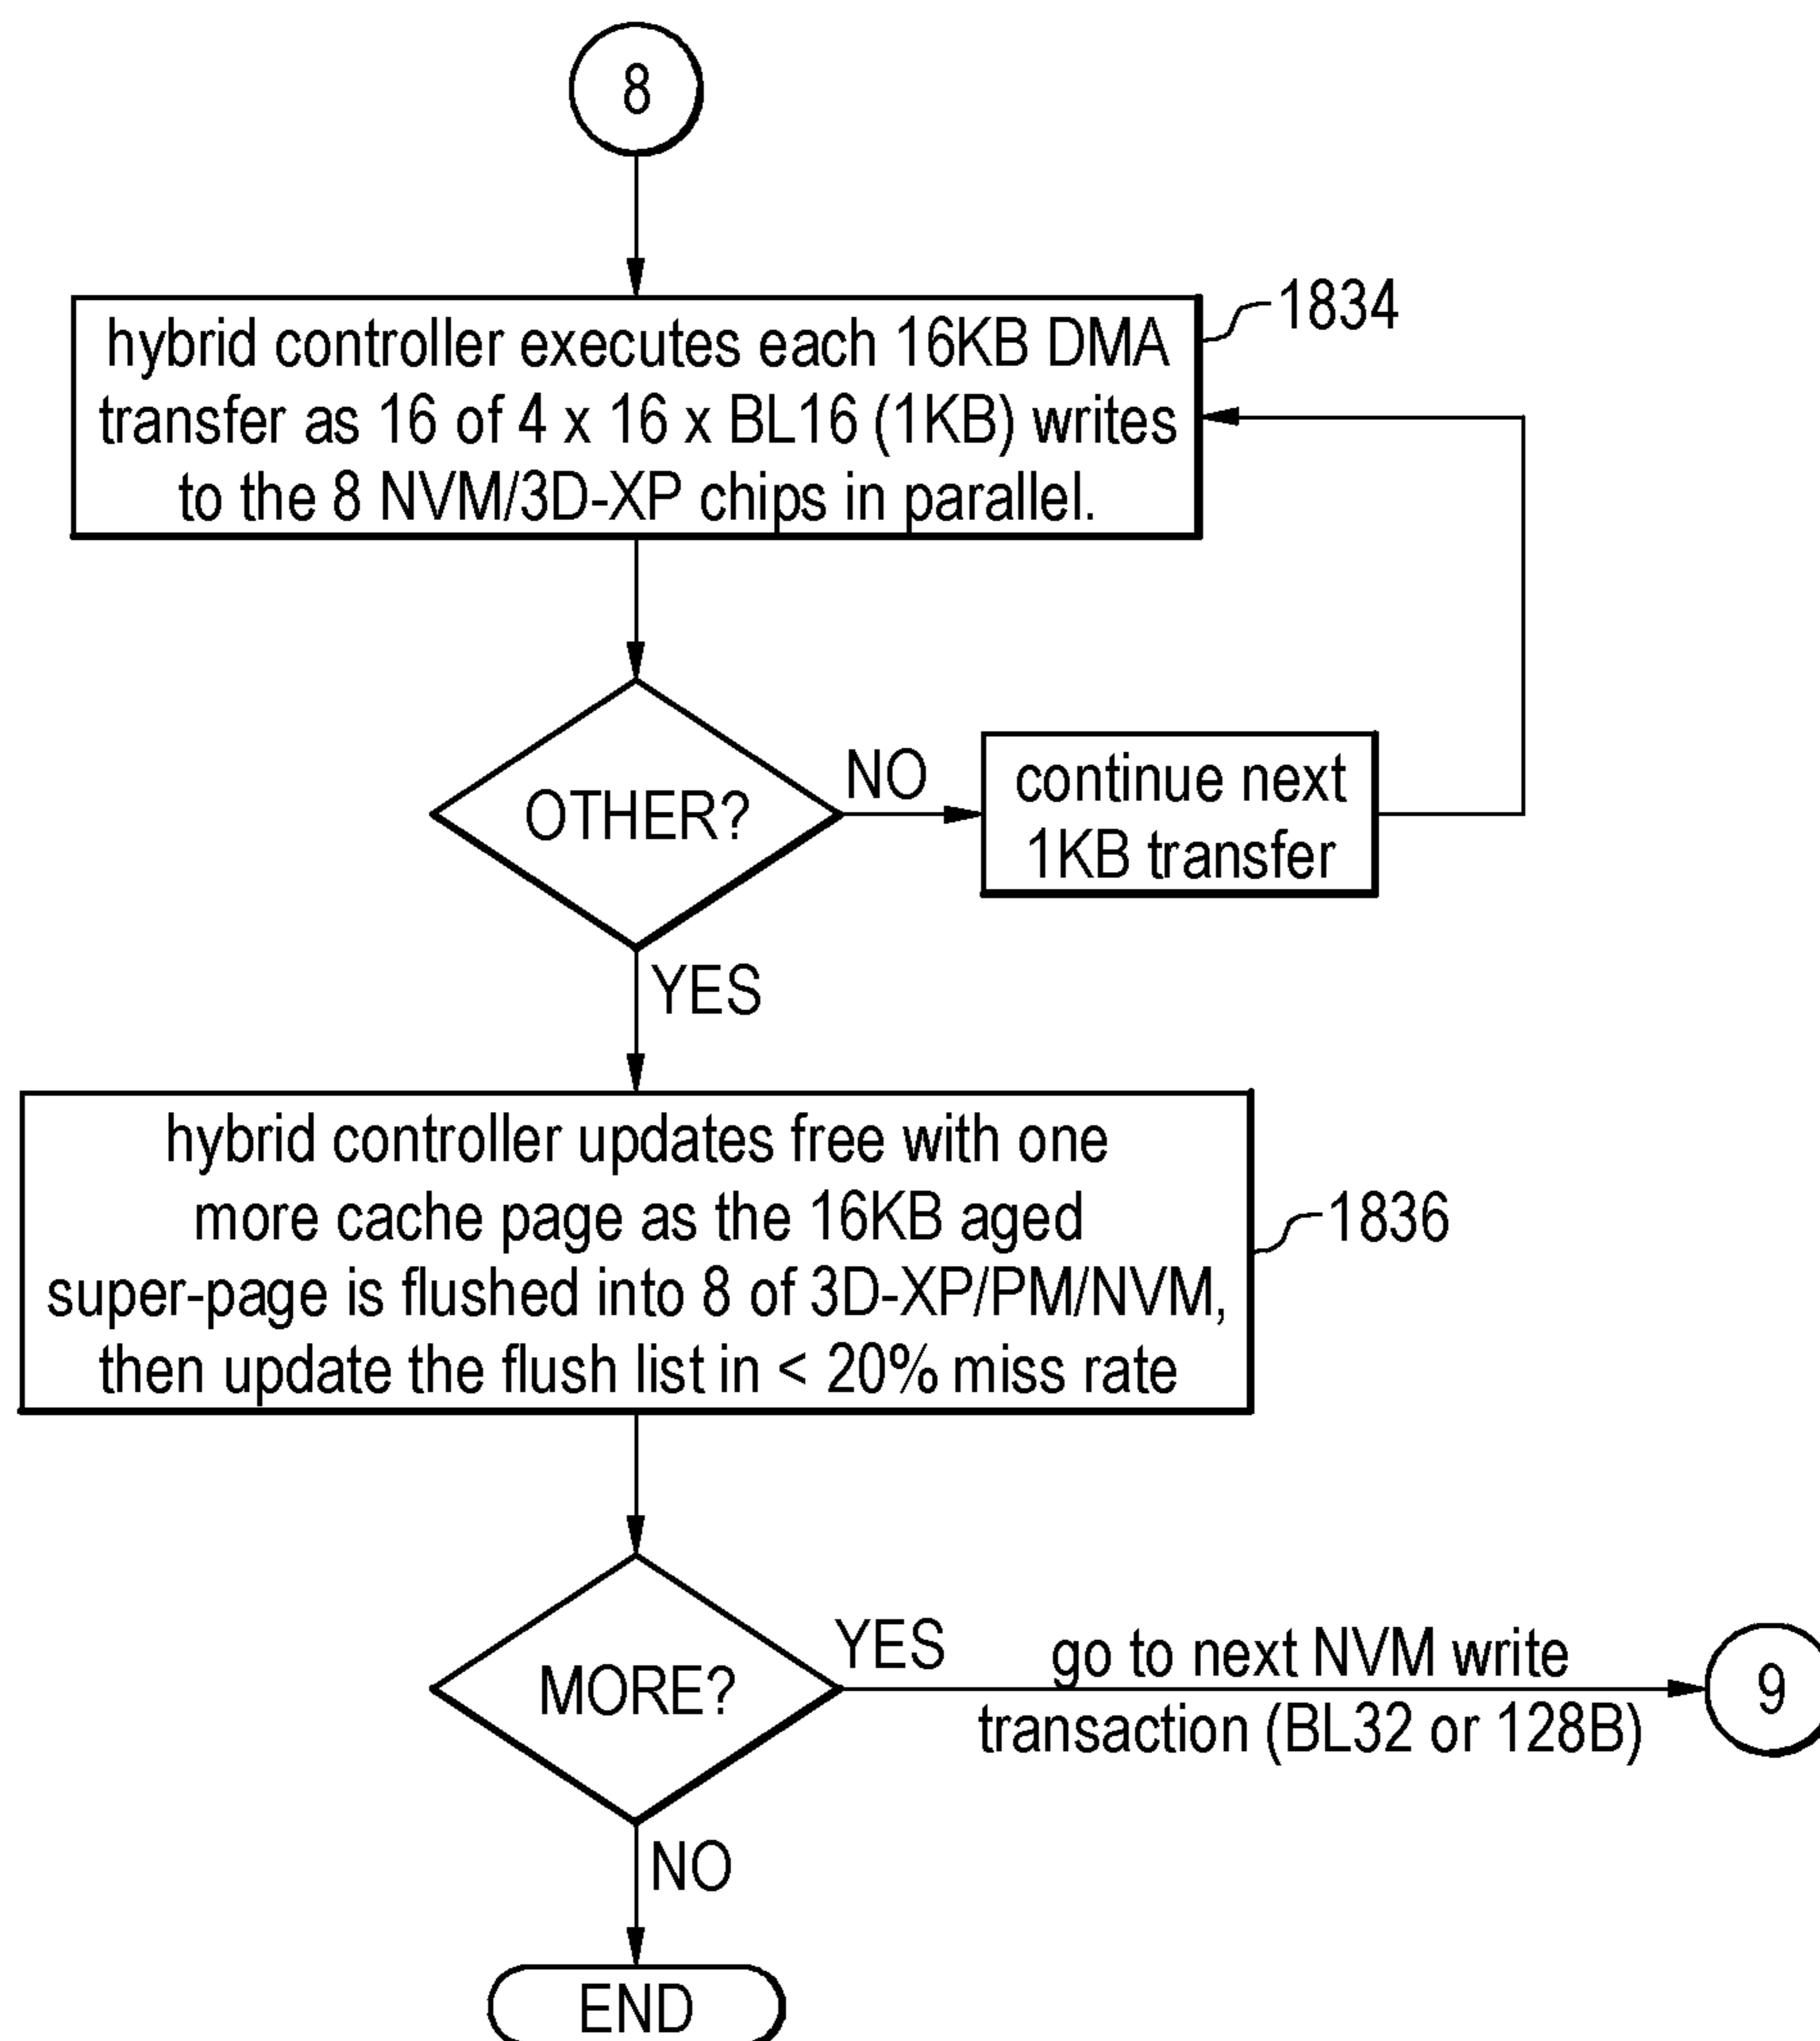 8
1834
hybrid controller executes each 16KB DMA
transfer as 16 of 4 x 16 x BL16 (1KB) writes
to the 8 NVM/3D-XP chips in parallel.
OTHER?
NO
continue next
1KB transfer
YES
hybrid controller updates free with one
more cache page as the 16KB aged
super-page is flushed into 8 of 3D-XP/PM/NVM,
then update the flush list in < 20% miss rate
1836
MORE?
YES
go to next NVM write
transaction (BL32 or 128B)
9
NO
END